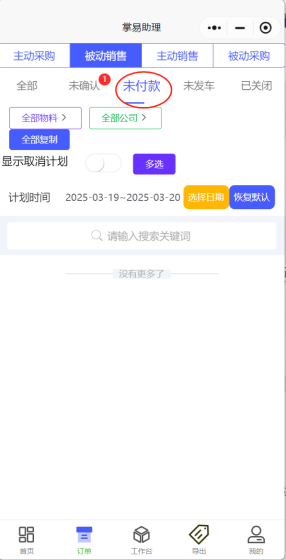 掌易助理
主动采购 被动销售 主动销售 被动采购
全部 未确认 1 未付款 未发车 已关闭
全部物料 > 全部公司 >
全部复制
显示取消计划 多选
计划时间 2025-03-19~2025-03-20 选择日期 恢复默认
请输入搜索关键词
没有更多了
首页 订单 工作台 导出 我的